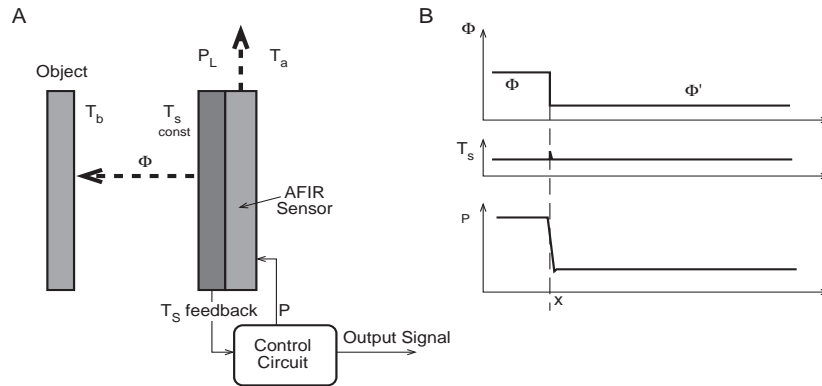 A
B
P_L
T_a
Φ
Object
T_b
T_s
const
Φ
Φ
Φ'
T_s
AFIR
Sensor
P
T_S feedback
P
x
Control
Circuit
Output Signal